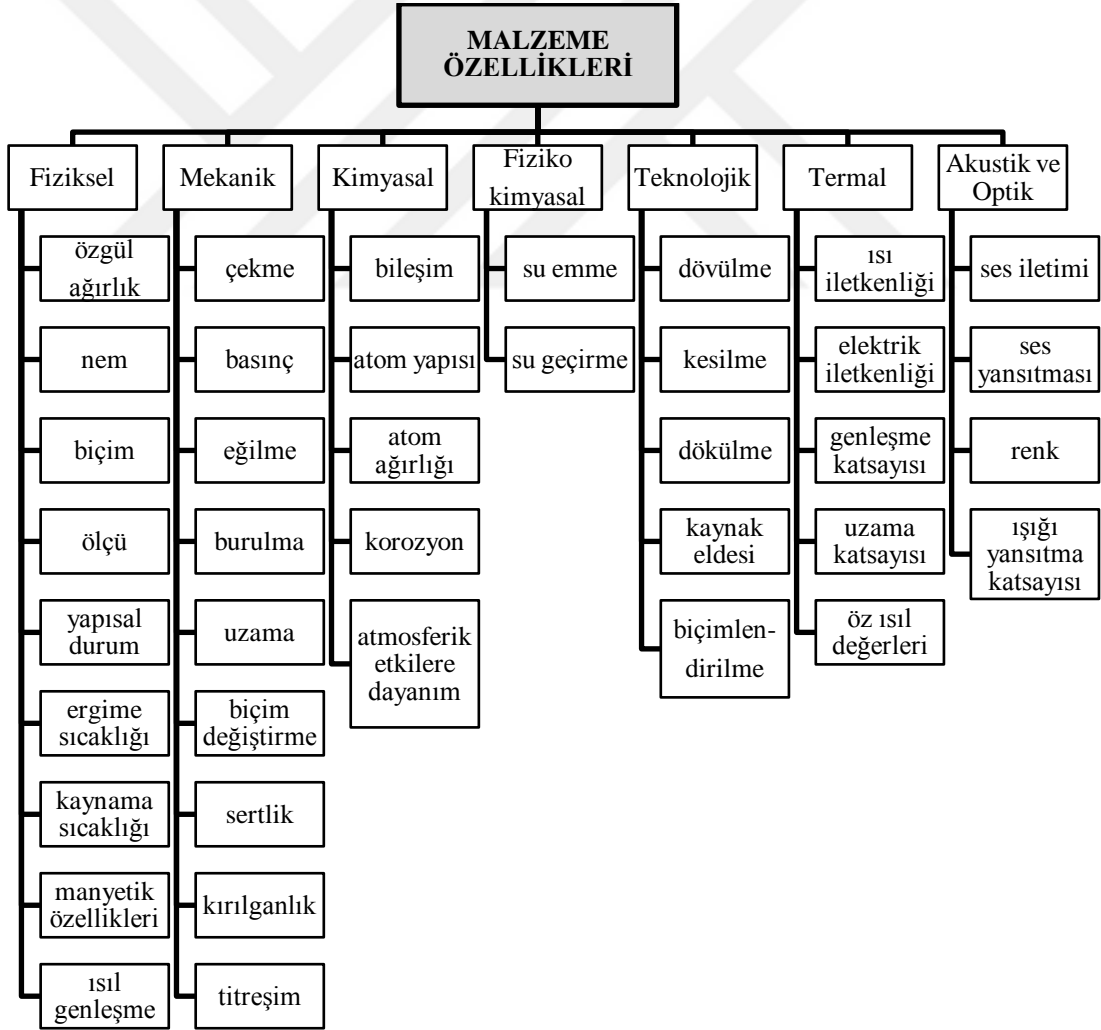 MALZEME
ÖZELLİKLERİ
Fiziksel
Mekanik
Kimyasal
Fiziko
kimyasal
Teknolojik
Termal
Akustik ve
Optik
özgül
ağırlık
nem
biçim
ölçü
yapısal
durum
ergime
sıcaklığı
kaynama
sıcaklığı
manyetik
özellikleri
ısıl
genleşme
çekme
basınç
eğilme
burulma
uzama
biçim
değiştirme
sertlik
kırılganlık
titreşim
bileşim
atom yapısı
atom
ağırlığı
korozyon
atmosferik
etkilere
dayanım
su emme
su geçirme
dövülme
kesilme
dökülme
kaynak
eldesi
biçimlen-
dirilme
ısı
iletkenliği
elektrik
iletkenliği
genleşme
katsayısı
uzama
katsayısı
öz ısıl
değerleri
ses iletimi
ses
yansıtması
renk
ışığı
yansıtma
katsayısı